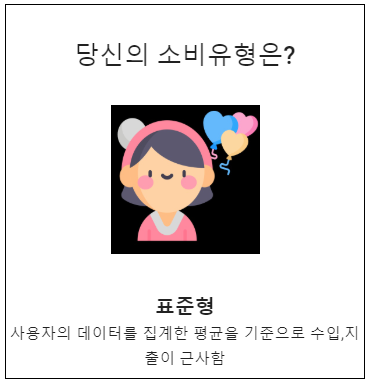 당신의 소비유형은?
표준형
사용자의 데이터를 집계한 평균을 기준으로 수입,지
출이 근사함